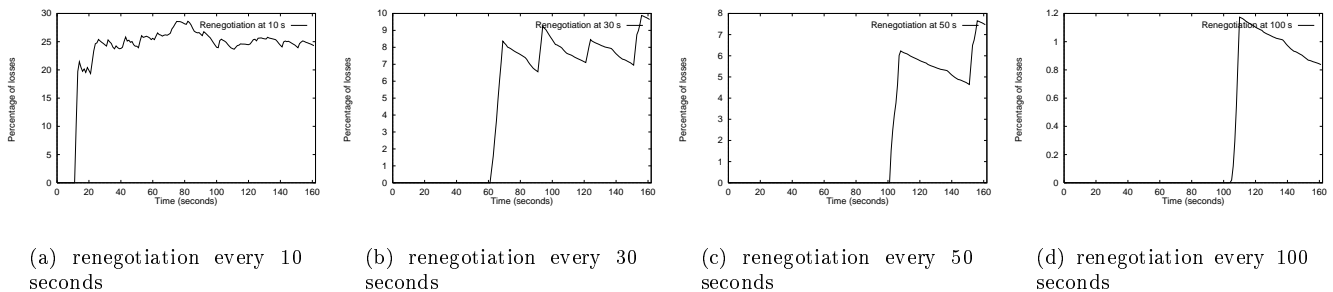 Renegotiation at 10 s
Percentage of losses
30
25
20
15
10
5
0
0 20 40 60 80 100 120 140 160
Time (seconds)
(a) renegotiation every 10
seconds
Renegotiation at 30 s
Percentage of losses
10
9
8
7
6
5
4
3
2
1
0
0 20 40 60 80 100 120 140 160
Time (seconds)
(b) renegotiation every 30
seconds
Renegotiation at 50 s
Percentage of losses
8
7
6
5
4
3
2
1
0
0 20 40 60 80 100 120 140 160
Time (seconds)
(c) renegotiation every 50
seconds
Renegotiation at 100 s
Percentage of losses
1.2
1
0.8
0.6
0.4
0.2
0
0 20 40 60 80 100 120 140 160
Time (seconds)
(d) renegotiation every 100
seconds